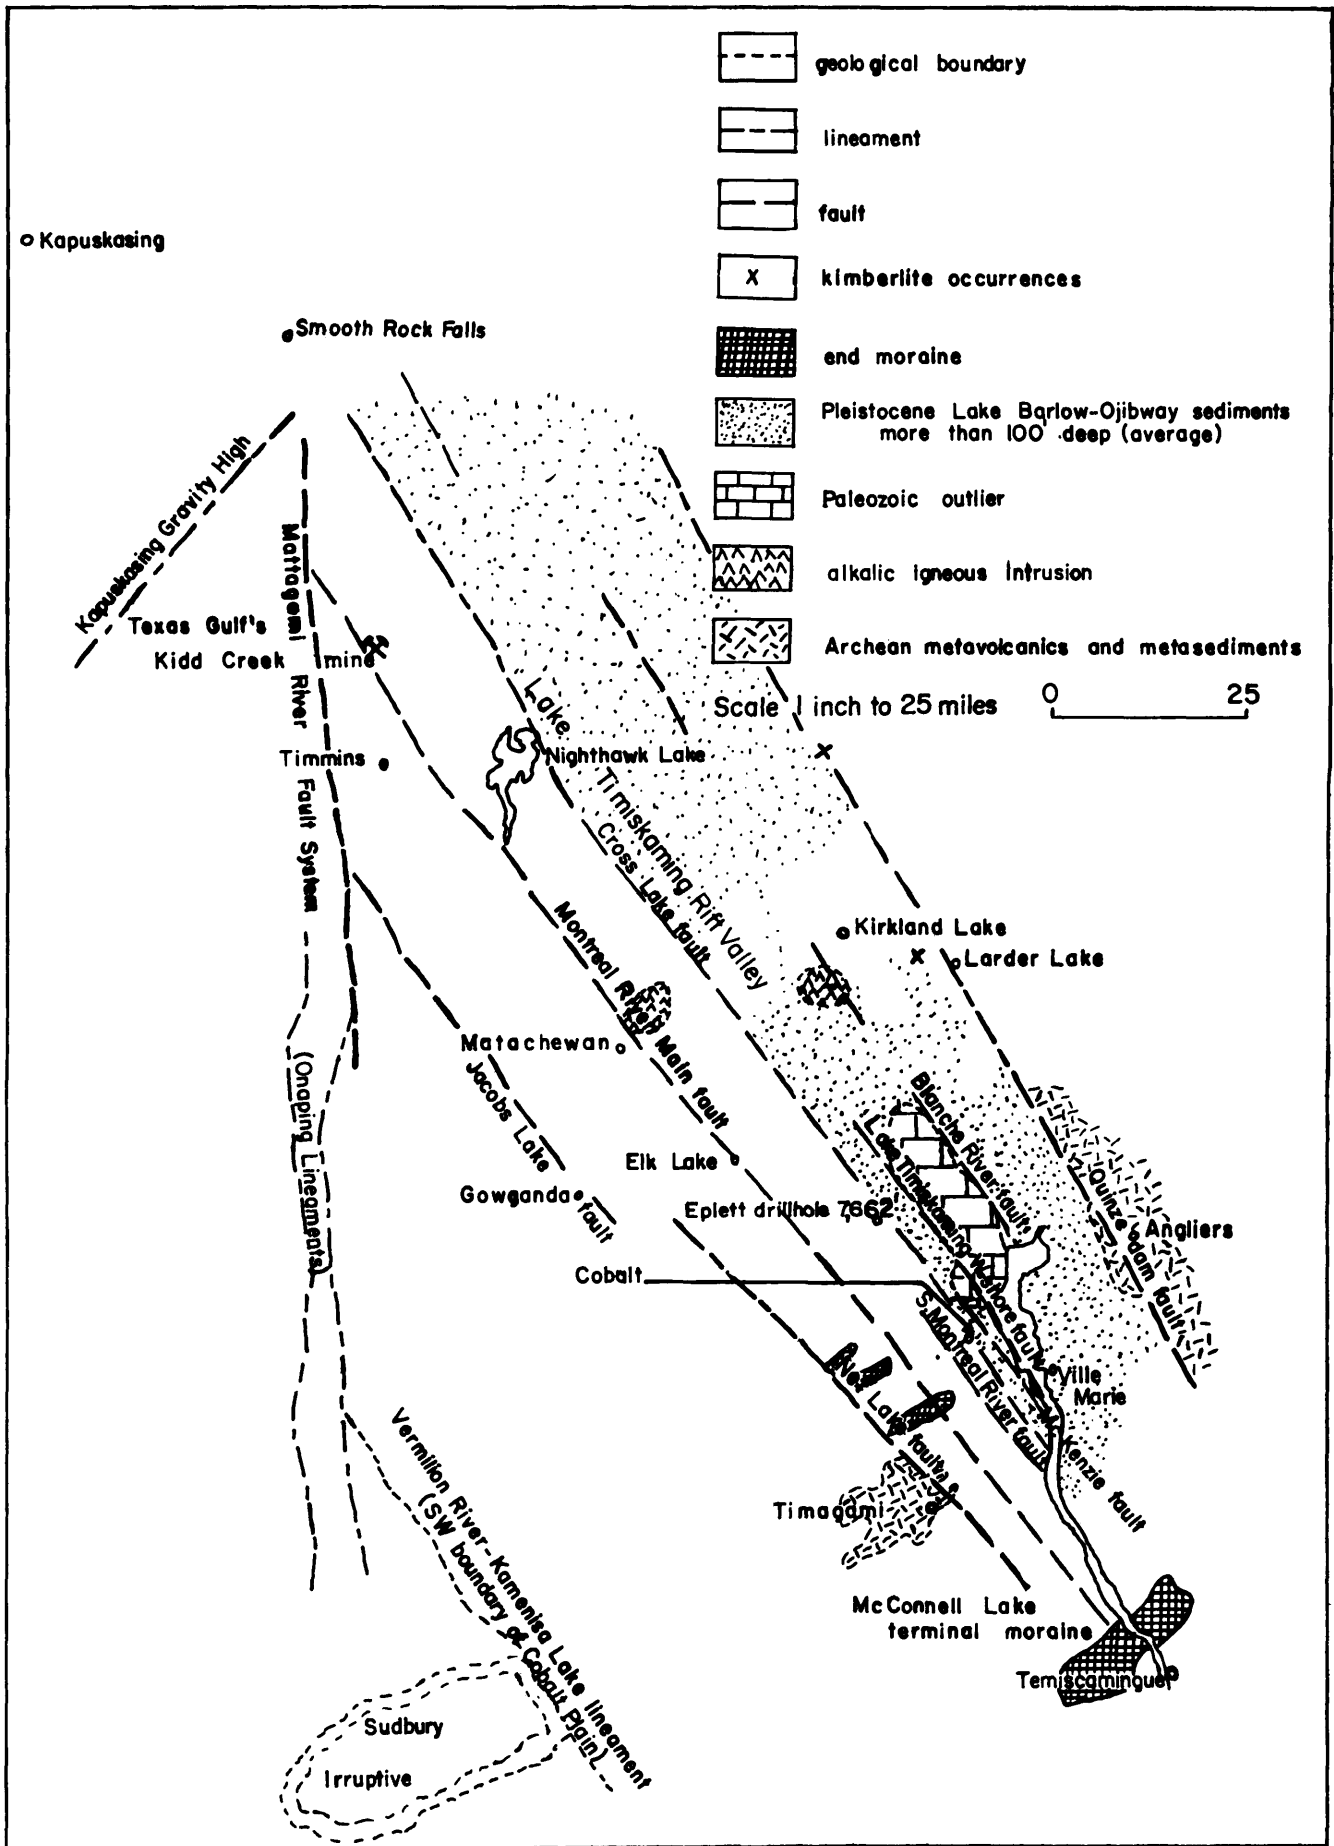 geological boundary
lineament
fault
Kapuskasing
X
kimberlite occurrences
Smooth Rock Falls
end moraine
Pleistocene Lake Barlow-Ojibway sediments
more than 100' deep (average)
Kapuskasing Gravity High
Paleozoic outlier
alkalic igneous Intrusion
Texas Gulf's
Kidd Creek mine
Archean metavolcanics and metasediments
Scale 1 inch to 25 miles
0 25
Mattagami River Fault System
(Onaping Lineaments)
Timmins
Nighthawk Lake
X
Lake Timiskaming Rift Valley
Cross Lake fault
Kirkland Lake
X
Larder Lake
Montreal River Main fault
Matachewan
Jacobs Lake fault
Elk Lake
Gowganda
Blanche River fault
Lake Timiskaming W. shore fault
Quinze dam fault
Angliers
Eplett drillhole 7662
Cobalt
S. Montreal River fault
Ville
Marie
Net Lake fault
McKenzie fault
Timagami
Vermilion River-Kamenisa Lake lineament
(SW boundary of Cobalt Plain)
McConnell Lake
terminal moraine
Temiscamingue
Sudbury
Irruptive